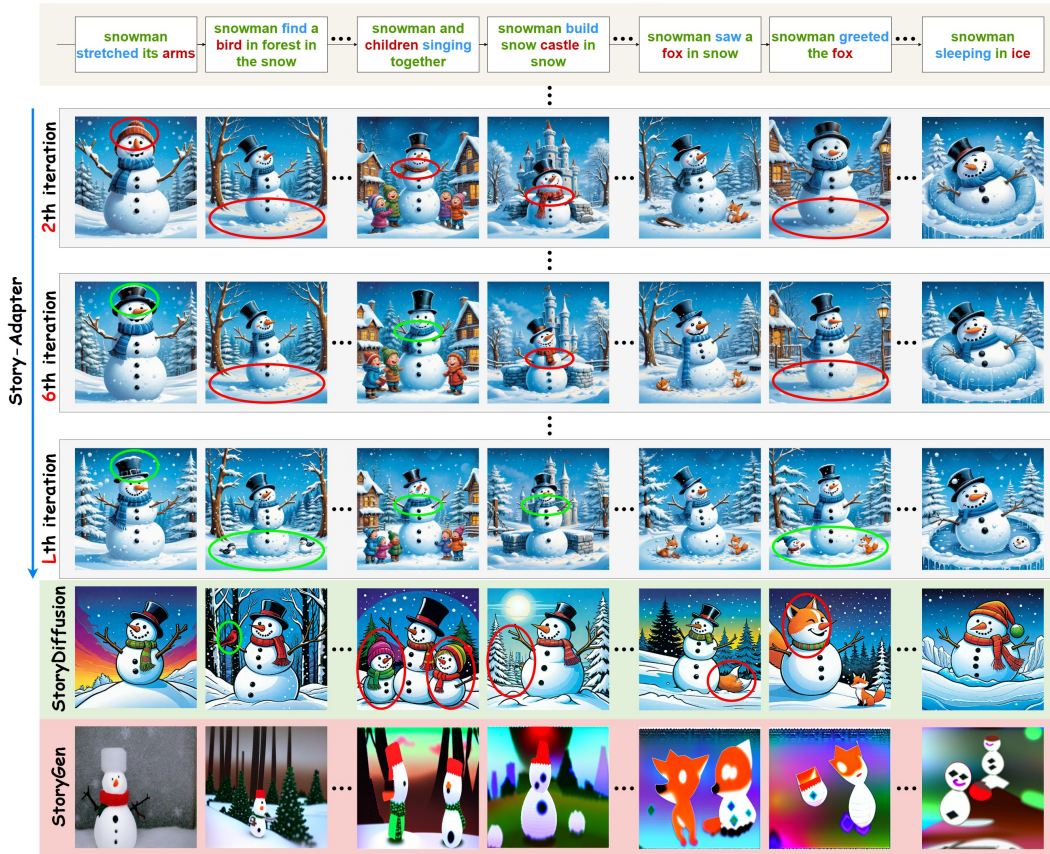 snowman
stretched its arms
snowman find a
bird in forest in
the snow
snowman and
children singing
together
snowman build
snow castle in
snow
snowman saw a
fox in snow
snowman greeted
the fox
snowman
sleeping in ice
Story-Adapter
2th iteration
6th iteration
Lth iteration
StoryDiffusion
StoryGen